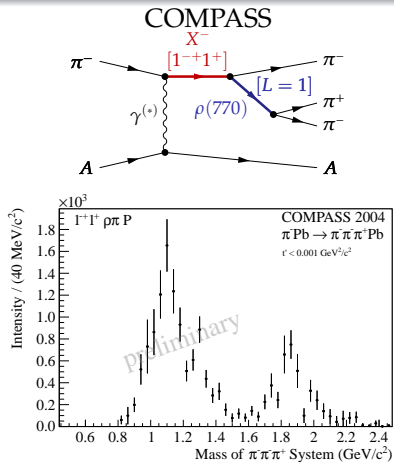 COMPASS
X⁻
π⁻ [1⁻⁺1⁺] π⁻
[L = 1]
γ⁽*⁾ ρ(770) π⁺
π⁻
A A
×10³
1⁻⁺1⁺ ρπ P
COMPASS 2004
π⁻Pb → π⁻π⁻π⁺Pb
t' < 0.001 GeV²/c²
preliminary
Intensity / (40 MeV/c²)
1.8
1.6
1.4
1.2
1
0.8
0.6
0.4
0.2
0.0
0.6 0.8 1 1.2 1.4 1.6 1.8 2 2.2 2.4
Mass of π⁻π⁻π⁺ System (GeV/c²)